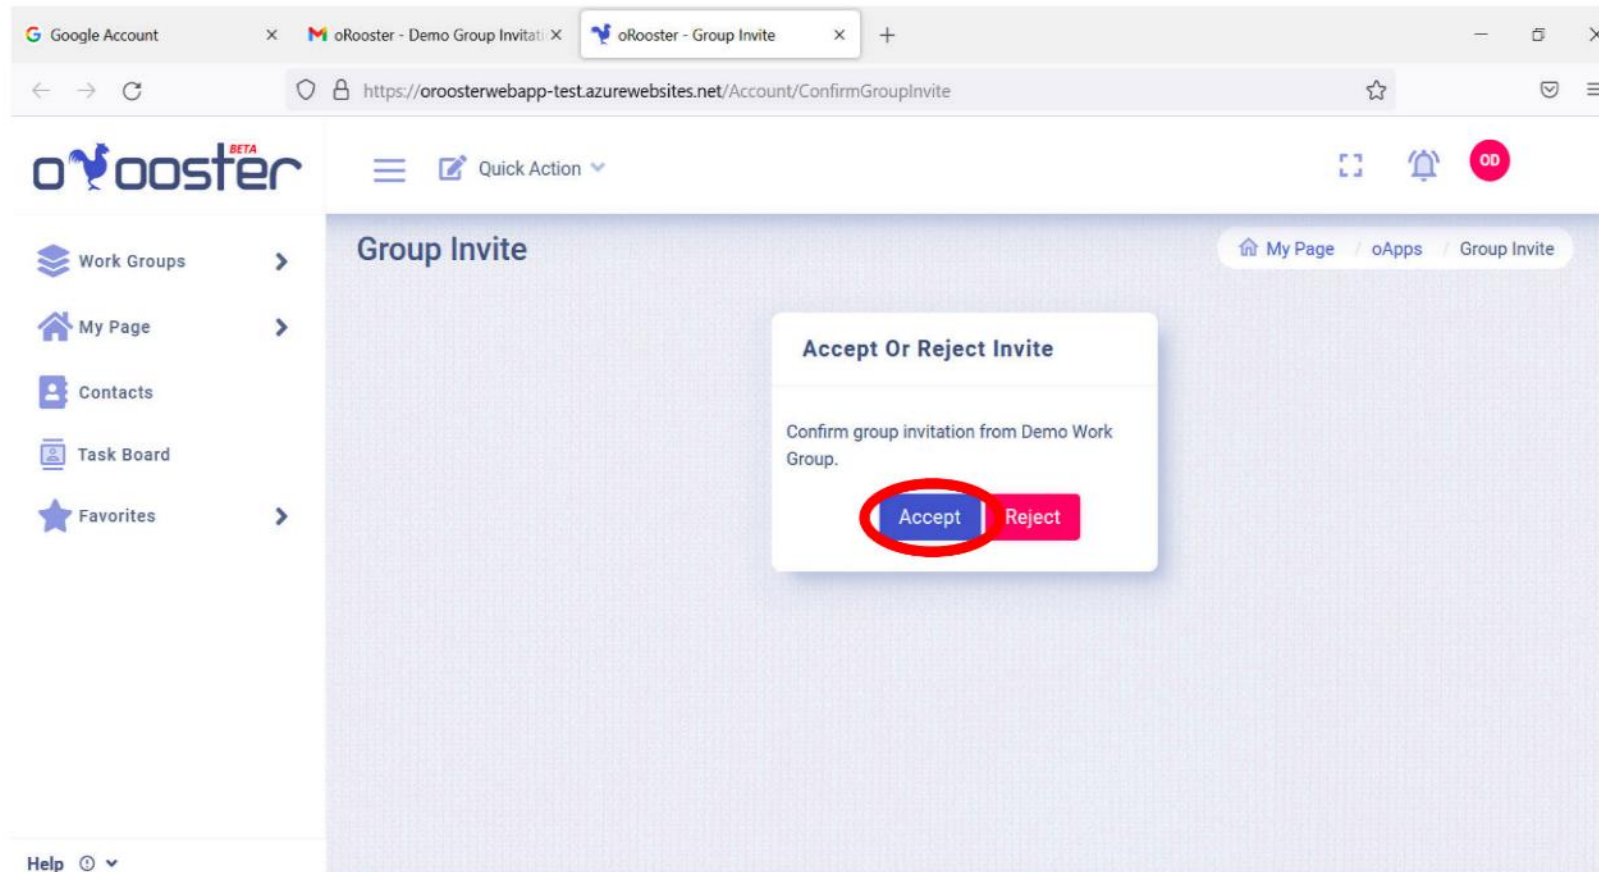 Google Account
oRooster - Demo Group Invitati
oRooster - Group Invite
https://oroosterwebapp-test.azurewebsites.net/Account/ConfirmGroupInvite
oRooster BETA
Quick Action
OD
Work Groups
My Page
Contacts
Task Board
Favorites
Help
Group Invite
My Page / oApps / Group Invite
Accept Or Reject Invite
Confirm group invitation from Demo Work
Group.
Accept Reject